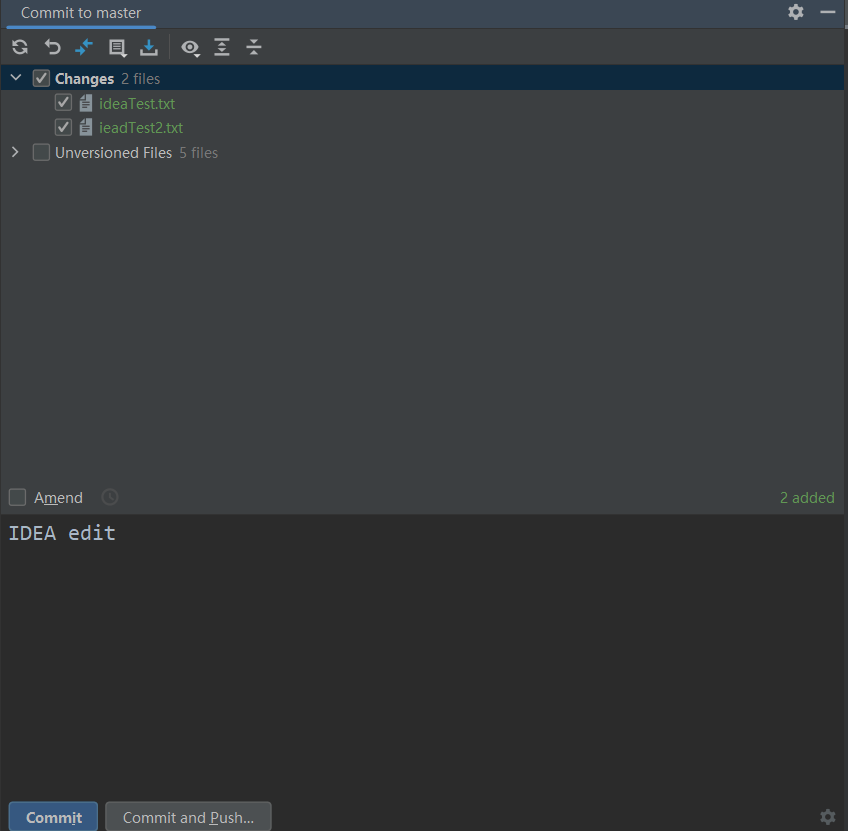 Commit to master
Changes 2 files
ideaTest.txt
ieadTest2.txt
Unversioned Files 5 files
Amend 2 added
IDEA edit
Commit Commit and Push...